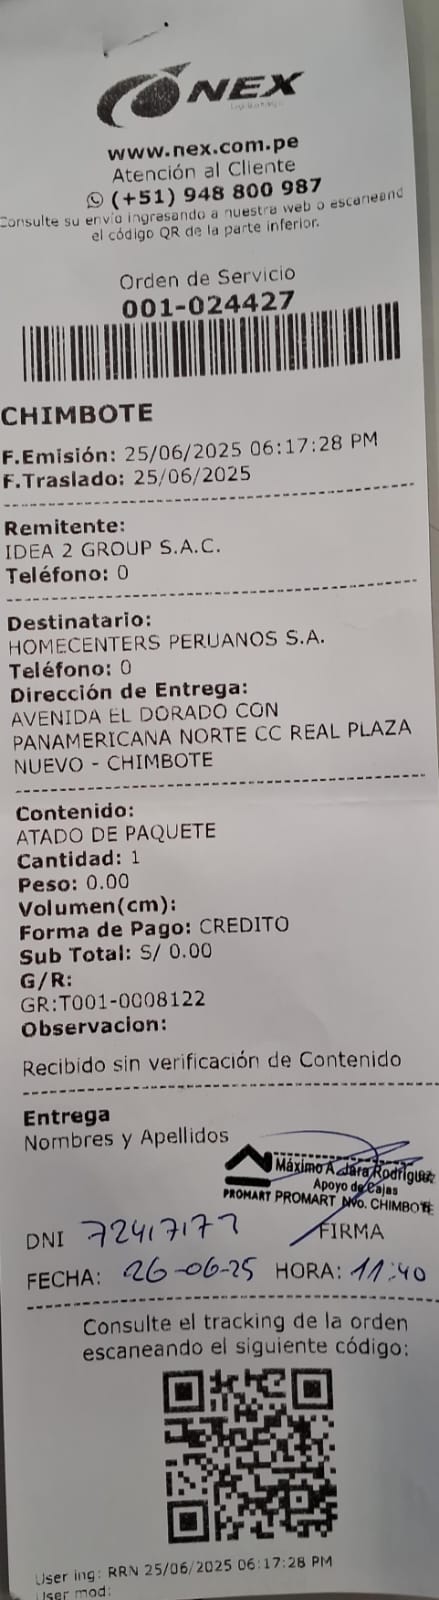 NEX
www.nex.com.pe
Atención al Cliente
(+51) 948 800 987
Consulte su envío ingresando a nuestra web o escaneand
el código QR de la parte inferior.
Orden de Servicio
001-024427
CHIMBOTE
F.Emisión: 25/06/2025 06:17:28 PM
F.Traslado: 25/06/2025
Remitente:
IDEA 2 GROUP S.A.C.
Teléfono: 0
Destinatario:
HOMECENTERS PERUANOS S.A.
Teléfono: 0
Dirección de Entrega:
AVENIDA EL DORADO CON
PANAMERICANA NORTE CC REAL PLAZA
NUEVO - CHIMBOTE
Contenido:
ATADO DE PAQUETE
Cantidad: 1
Peso: 0.00
Volumen(cm):
Forma de Pago: CREDITO
Sub Total: S/ 0.00
G/R:
GR:T001-0008122
Observacion:
Recibido sin verificación de Contenido
Entrega
Nombres y Apellidos
Máximo A. Jara Rodríguez
Apoyo de Cajas
PROMART PROMART Nvo. CHIMBOTE
DNI 72417177
FIRMA
FECHA: 26-06-25 HORA: 11:40
Consulte el tracking de la orden
escaneando el siguiente código:
User ing: RRN 25/06/2025 06:17:28 PM
User mod: